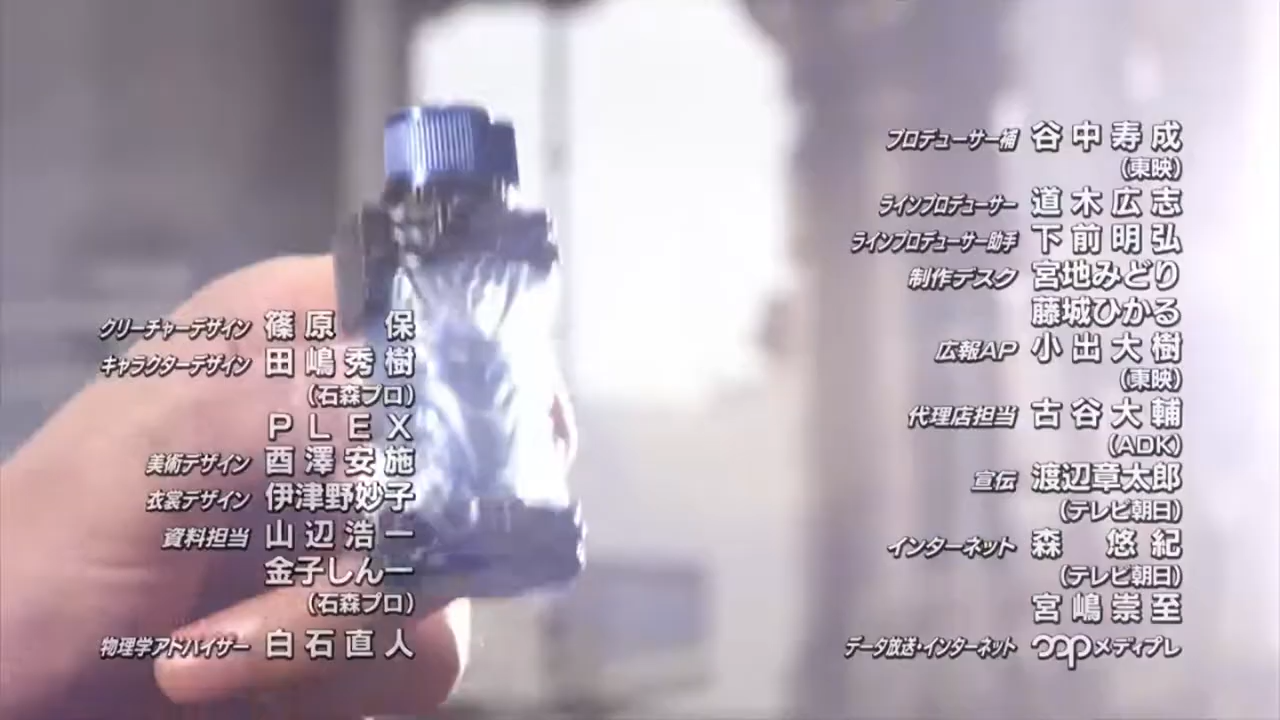 クリーチャーデザイン 篠原 保
キャラクターデザイン 田嶋秀樹
(石森プロ)
PLEX
美術デザイン 酉澤安施
衣裳デザイン 伊津野妙子
資料担当 山辺浩一
金子しん一
(石森プロ)
物理学アドバイザー 白石直人
プロデューサー補 谷中寿成
(東映)
ラインプロデューサー 道木広志
ラインプロデューサー助手 下前明弘
制作デスク 宮地みどり
藤城ひかる
広報AP 小出大樹
(東映)
代理店担当 古谷大輔
(ADK)
宣伝 渡辺章太郎
(テレビ朝日)
インターネット 森 悠紀
(テレビ朝日)
宮嶋崇至
データ放送・インターネット メディプレ